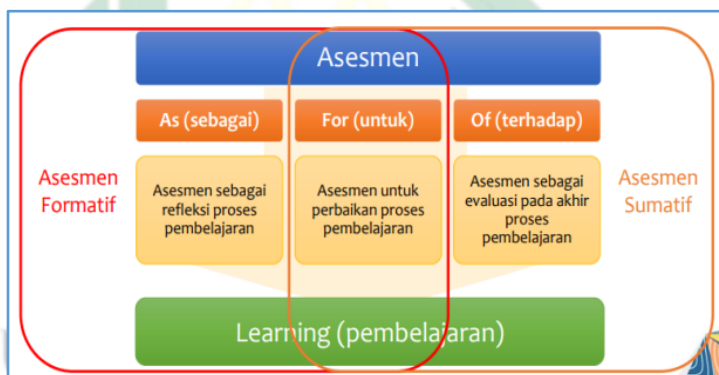 Asesmen
As (sebagai)
For (untuk)
Of (terhadap)
Asesmen
Formatif
Asesmen sebagai
refleksi proses
pembelajaran
Asesmen untuk
perbaikan proses
pembelajaran
Asesmen sebagai
evaluasi pada akhir
proses
pembelajaran
Asesmen
Sumatif
Learning (pembelajaran)